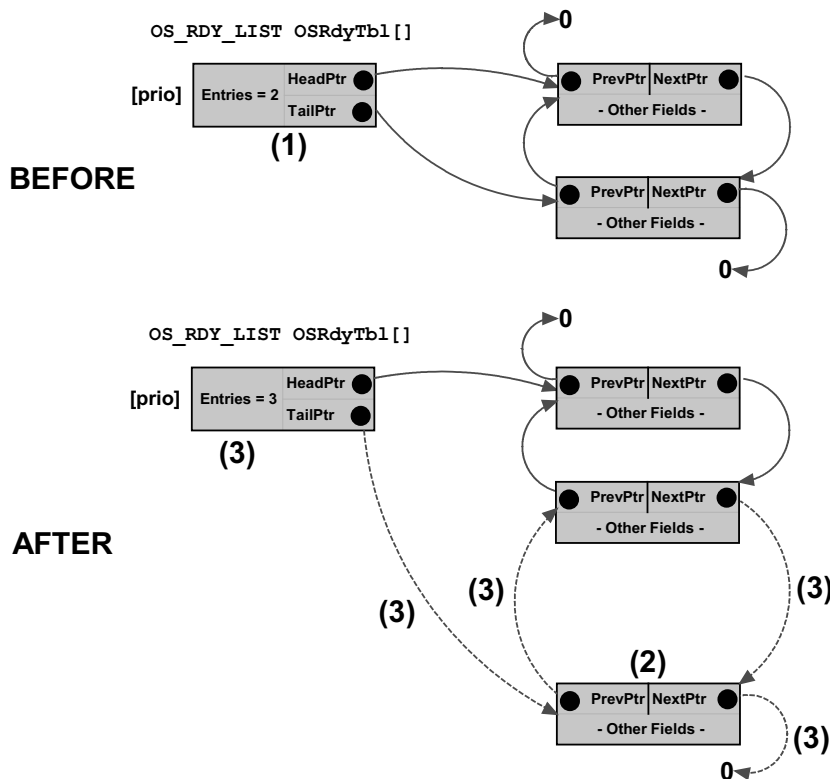 OS_RDY_LIST OSRdyTbl[]
0
[prio]
Entries = 2
HeadPtr
TailPtr
PrevPtr NextPtr
- Other Fields -
(1)
BEFORE
PrevPtr NextPtr
- Other Fields -
0
OS_RDY_LIST OSRdyTbl[]
0
[prio]
Entries = 3
HeadPtr
TailPtr
PrevPtr NextPtr
- Other Fields -
(3)
PrevPtr NextPtr
- Other Fields -
AFTER
(3)
(3)
(3)
(2)
PrevPtr NextPtr
- Other Fields -
(3)
0